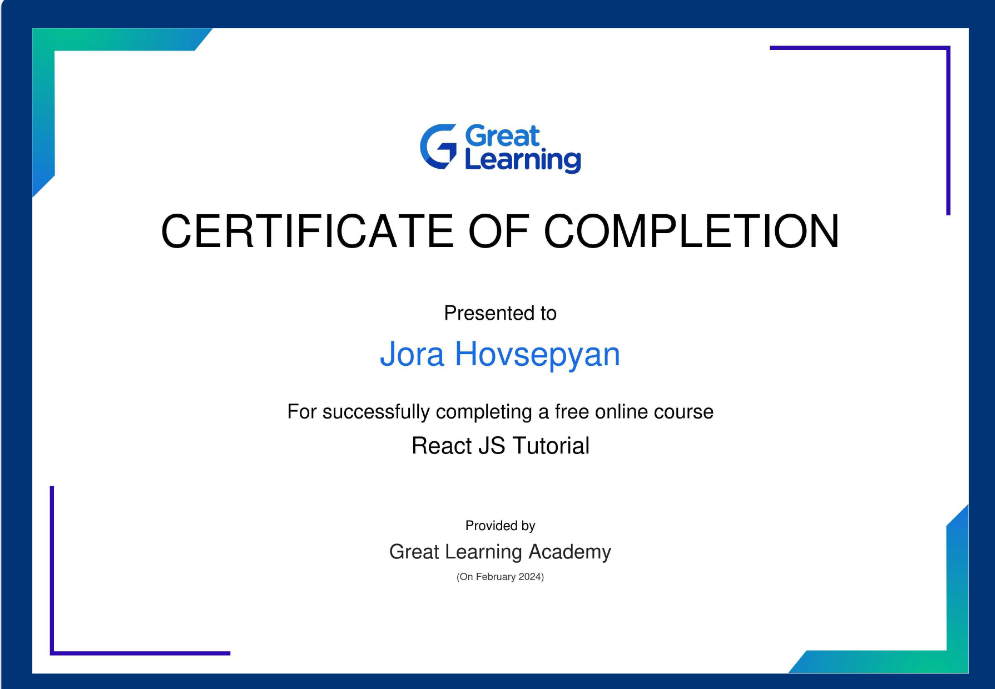 Great
Learning
CERTIFICATE OF COMPLETION
Presented to
Jora Hovsepyan
For successfully completing a free online course
React JS Tutorial
Provided by
Great Learning Academy
(On February 2024)